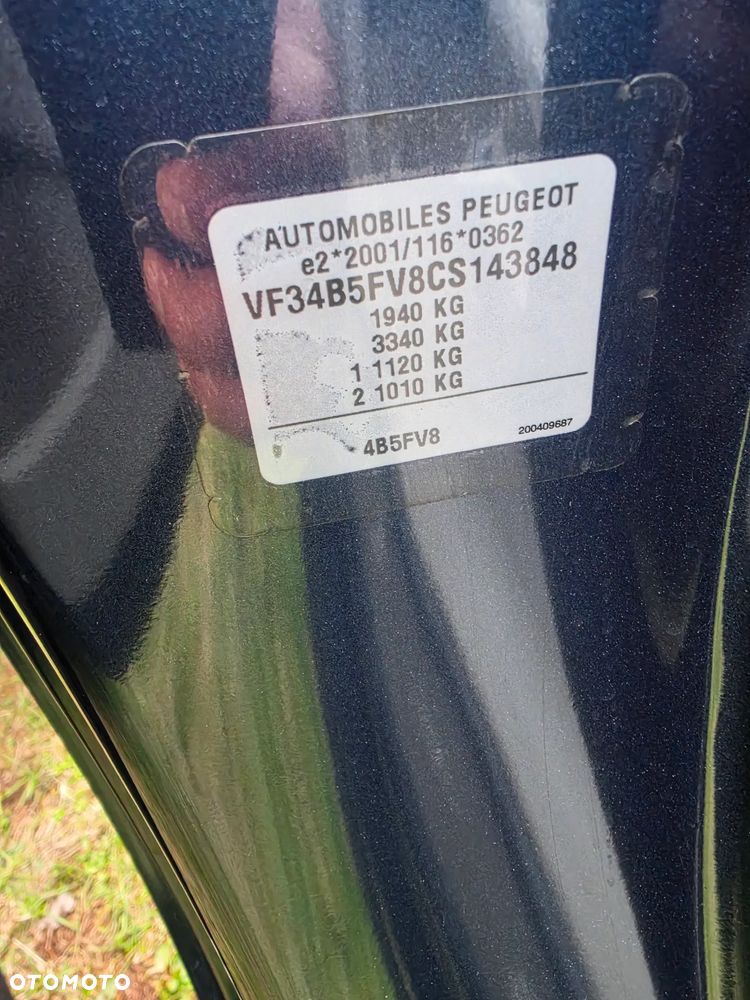 AUTOMOBILES PEUGEOT
e2*2001/116*0362
VF34B5FV8CS143848
1940 KG
3340 KG
1 1120 KG
2 1010 KG
4B5FV8 200409687
OTOMOTO